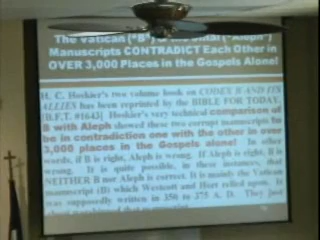 The Vatican ("B") ("Aleph")
Manuscripts CONTRADICT Each Other in
OVER 3,000 Places in the Gospels Alone!
H. C. Hoskier's two volume book on CODEX B AND ITS
ALLIES has been reprinted by the BIBLE FOR TODAY.
[B.F.T. #1643] Hoskier's very technical comparison of
B with Aleph showed these two corrupt manuscripts to
be in contradiction one with the other in over
3,000 places in the gospels alone! In other
words, if B is right, Aleph is wrong. If Aleph is right, B is
wrong. It is quite possible, in these instances, that
NEITHER B nor Aleph is correct. It is mainly the Vatican
manuscript (B) which Westcott and Hort relied upon. It
was supposedly written in 350 to 375 A. D. They just